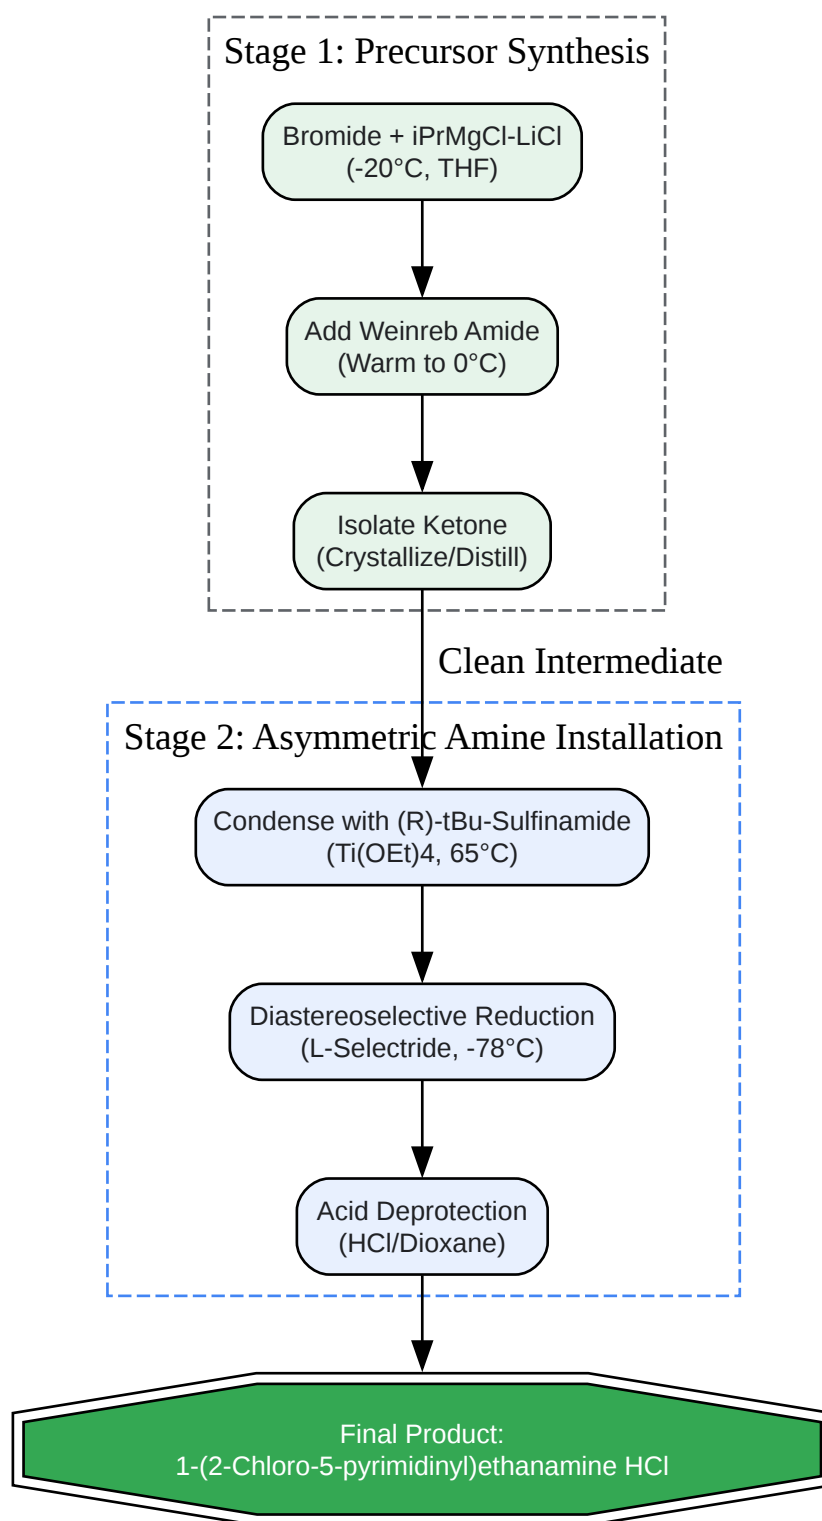 Stage 1: Precursor Synthesis
Bromide + iPrMgCl-LiCl
(-20°C, THF)
Add Weinreb Amide
(Warm to 0°C)
Isolate Ketone
(Crystallize/Distill)
Clean Intermediate
Stage 2: Asymmetric Amine Installation
Condense with (R)-tBu-Sulfinamide
(Ti(OEt)4, 65°C)
Diastereoselective Reduction
(L-Selectride, -78°C)
Acid Deprotection
(HCl/Dioxane)
Final Product:
1-(2-Chloro-5-pyrimidinyl)ethanamine HCl